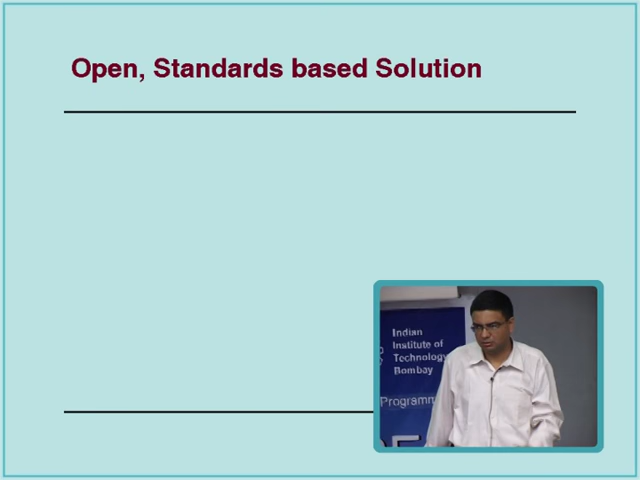 Open, Standards based Solution
Indian
Institute of
Technology
Bombay
Programm